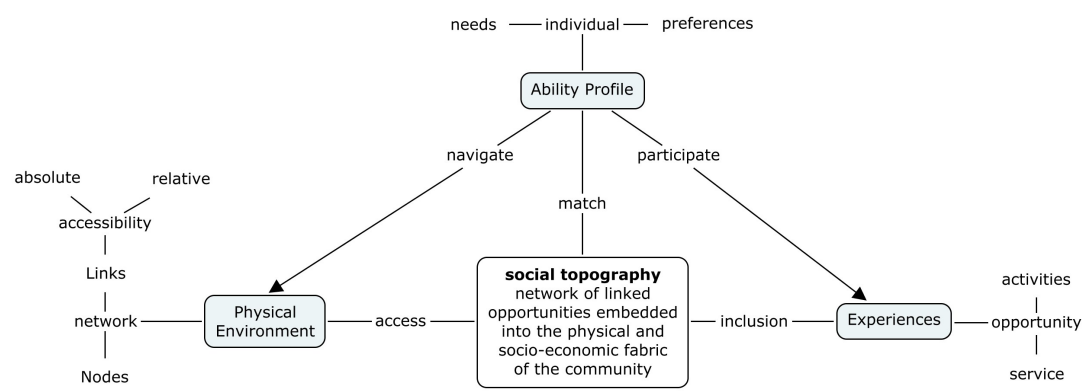 needs individual preferences
Ability Profile
navigate participate
absolute relative
match
accessibility
Links
social topography
network of linked
opportunities embedded
into the physical and
socio-economic fabric
of the community
activities
network
Physical
Environment
access
inclusion
Experiences
opportunity
Nodes
service